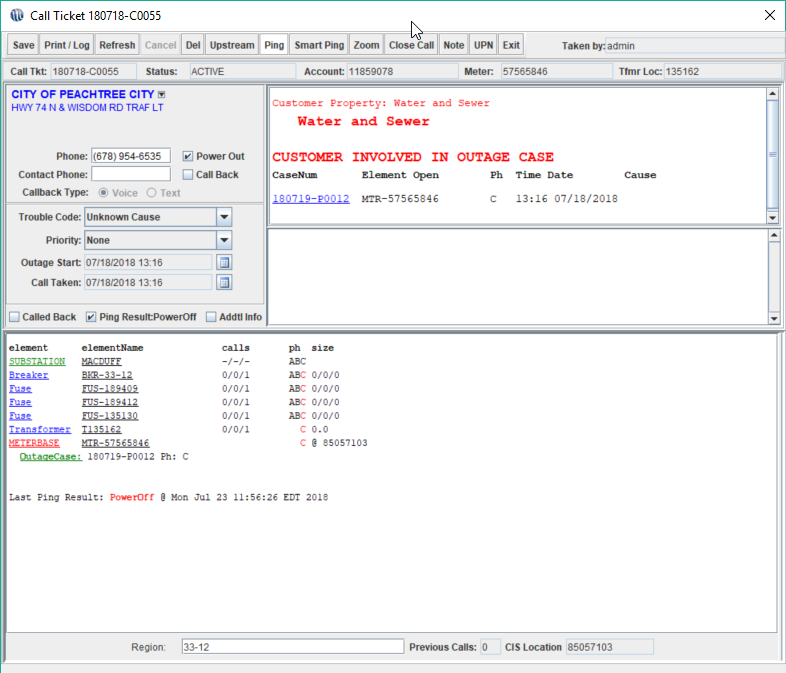 Call Ticket 180718-C0055
Save Print / Log Refresh Cancel Del Upstream Ping Smart Ping Zoom Close Call Note UPN Exit Taken by: admin
Call Tkt: 180718-C0055 Status: ACTIVE Account: 11859078 Meter: 57565846 Tfmr Loc: 135162
CITY OF PEACHTREE CITY
HWY 74 N & WISDOM RD TRAF LT
Phone: (678) 954-6535 Power Out
Contact Phone: Call Back
Callback Type: Voice Text
Trouble Code: Unknown Cause
Priority: None
Outage Start: 07/18/2018 13:16
Call Taken: 07/18/2018 13:16
Called Back Ping Result:PowerOff Addtl Info
Customer Property: Water and Sewer
Water and Sewer
CUSTOMER INVOLVED IN OUTAGE CASE
CaseNum Element Open Ph Time Date Cause
180719-P0012 MTR-57565846 C 13:16 07/18/2018
element elementName calls ph size
SUBSTATION MACDUFF -/-/- ABC
Breaker BKR-33-12 0/0/1 ABC 0/0/0
Fuse FUS-189409 0/0/1 ABC 0/0/0
Fuse FUS-189412 0/0/1 ABC 0/0/0
Fuse FUS-135130 0/0/1 ABC 0/0/0
Transformer T135162 0/0/1 C 0.0
METERBASE MTR-57565846 C @ 85057103
OutageCase: 180719-P0012 Ph: C
Last Ping Result: PowerOff @ Mon Jul 23 11:56:26 EDT 2018
Region: 33-12 Previous Calls: 0 CIS Location 85057103